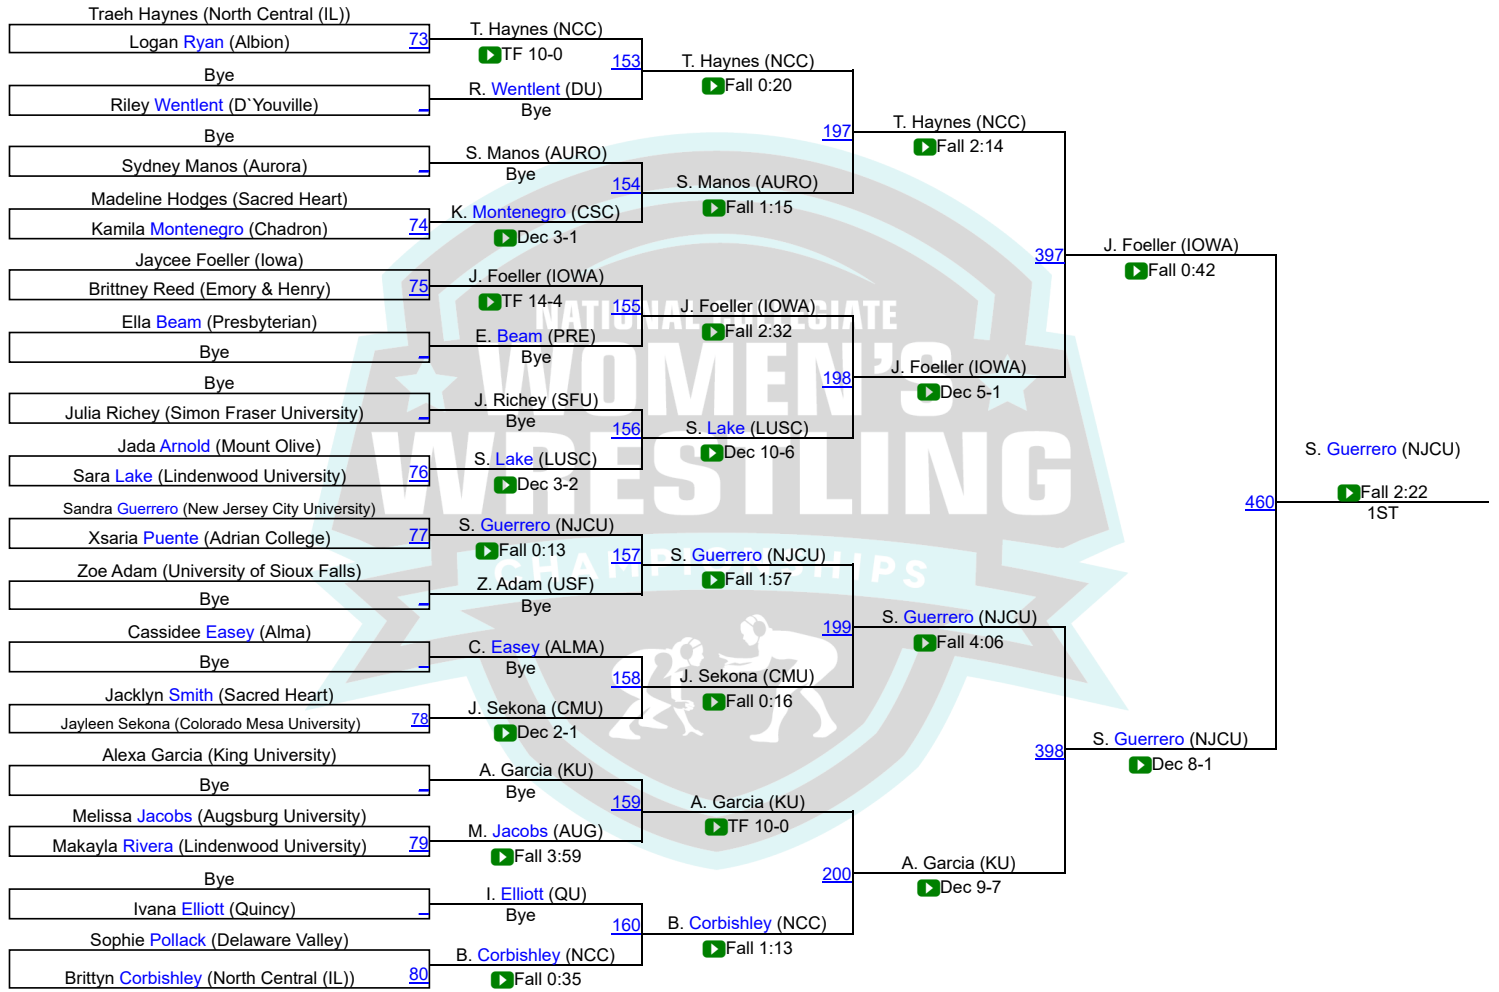 Traeh Haynes (North Central (IL))
Logan Ryan (Albion) 73
Bye
Riley Wentlent (D`Youville)
Bye
Sydney Manos (Aurora)
Madeline Hodges (Sacred Heart)
Kamila Montenegro (Chadron) 74
Jaycee Foeller (Iowa)
Brittney Reed (Emory & Henry) 75
Ella Beam (Presbyterian)
Bye
Bye
Julia Richey (Simon Fraser University)
Jada Arnold (Mount Olive)
Sara Lake (Lindenwood University) 76
Sandra Guerrero (New Jersey City University)
Xsaria Puente (Adrian College) 77
Zoe Adam (University of Sioux Falls)
Bye
Cassidee Easey (Alma)
Bye
Jacklyn Smith (Sacred Heart)
Jayleen Sekona (Colorado Mesa University) 78
Alexa Garcia (King University)
Bye
Melissa Jacobs (Augsburg University)
Makayla Rivera (Lindenwood University) 79
Bye
Ivana Elliott (Quincy)
Sophie Pollack (Delaware Valley)
Brittyn Corbishley (North Central (IL)) 80
T. Haynes (NCC)
TF 10-0
153
R. Wentlent (DU)
Bye
S. Manos (AURO)
Bye
154
K. Montenegro (CSC)
Dec 3-1
J. Foeller (IOWA)
TF 14-4
155
E. Beam (PRE)
Bye
J. Richey (SFU)
Bye
156
S. Lake (LUSC)
Dec 3-2
S. Guerrero (NJCU)
Fall 0:13
157
Z. Adam (USF)
Bye
C. Easey (ALMA)
Bye
158
J. Sekona (CMU)
Dec 2-1
A. Garcia (KU)
Bye
159
M. Jacobs (AUG)
Fall 3:59
I. Elliott (QU)
Bye
160
B. Corbishley (NCC)
Fall 0:35
T. Haynes (NCC)
Fall 0:20
197
S. Manos (AURO)
Fall 1:15
J. Foeller (IOWA)
Fall 2:32
198
S. Lake (LUSC)
Dec 10-6
S. Guerrero (NJCU)
Fall 1:57
199
J. Sekona (CMU)
Fall 0:16
A. Garcia (KU)
TF 10-0
200
B. Corbishley (NCC)
Fall 1:13
T. Haynes (NCC)
Fall 2:14
397
J. Foeller (IOWA)
Dec 5-1
S. Guerrero (NJCU)
Fall 4:06
398
A. Garcia (KU)
Dec 9-7
J. Foeller (IOWA)
Fall 0:42
460
S. Guerrero (NJCU)
Dec 8-1
S. Guerrero (NJCU)
Fall 2:22
1ST
NATIONAL COLLEGIATE
WOMEN'S
WRESTLING
CHAMPIONSHIPS